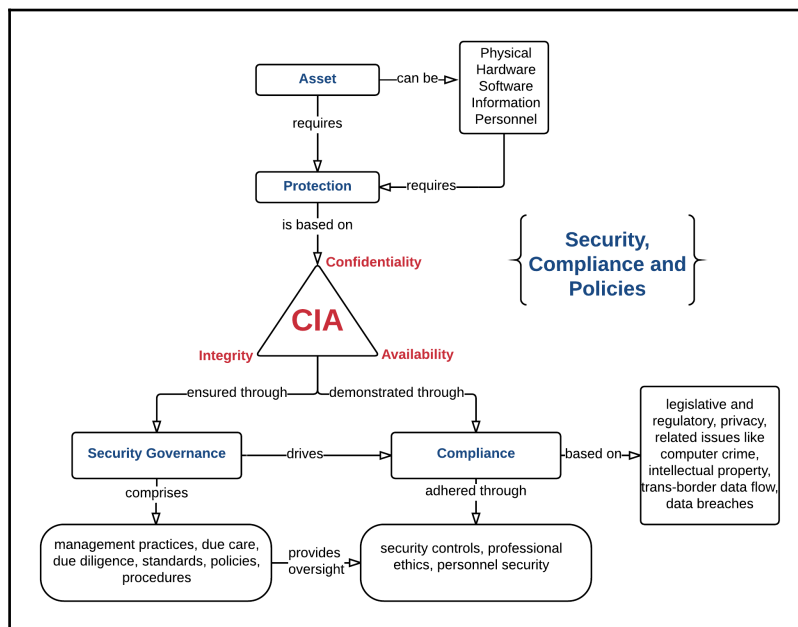 Asset
can be
Physical
Hardware
Software
Information
Personnel
requires
Protection
requires
is based on
Security,
Compliance and
Policies
Confidentiality
CIA
Integrity
Availability
ensured through
demonstrated through
Security Governance
drives
Compliance
based on
legislative and
regulatory, privacy,
related issues like
computer crime,
intellectual property,
trans-border data flow,
data breaches
comprises
adhered through
management practices, due care,
due diligence, standards, policies,
procedures
provides
oversight
security controls, professional
ethics, personnel security